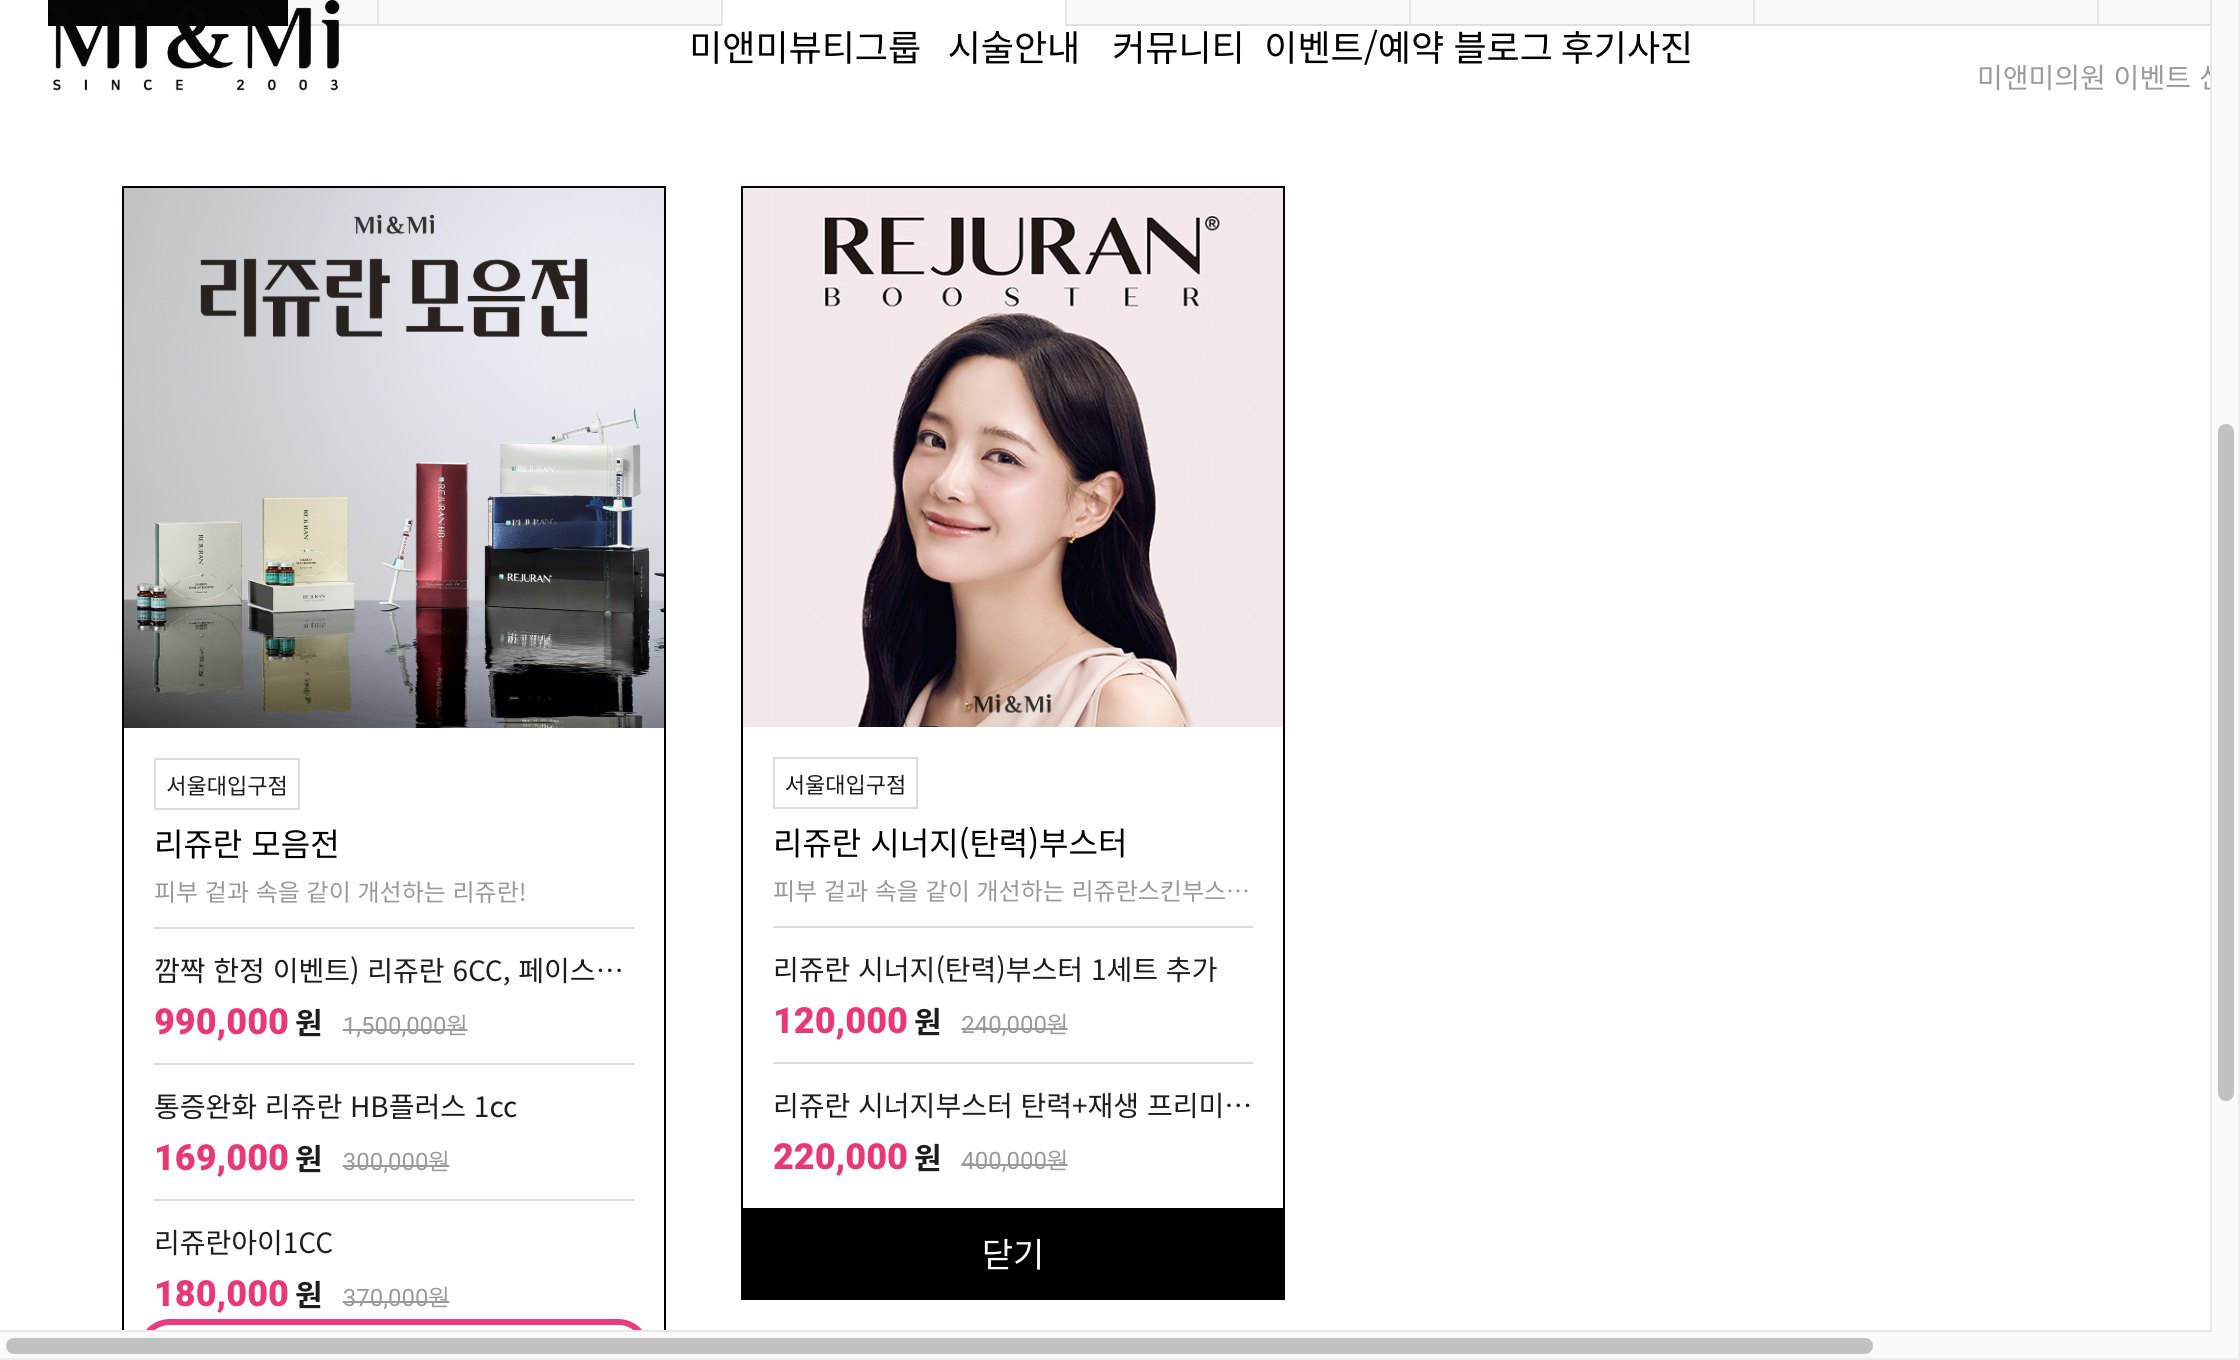 Mi&Mi
SINCE 2003
미앤미뷰티그룹 시술안내 커뮤니티 이벤트/예약 블로그 후기사진
미앤미의원 이벤트
Mi&Mi
리쥬란 모음전
REJURAN
REJURAN
REJURAN
REJURAN HB PLUS
REJURAN
REJURAN
REJURAN
서울대입구점
리쥬란 모음전
피부 겉과 속을 같이 개선하는 리쥬란!
깜짝 한정 이벤트) 리쥬란 6CC, 페이스…
990,000 원 1,500,000원
통증완화 리쥬란 HB플러스 1cc
169,000 원 300,000원
리쥬란아이1CC
180,000 원 370,000원
REJURAN®
BOOSTER
Mi&Mi
서울대입구점
리쥬란 시너지(탄력)부스터
피부 겉과 속을 같이 개선하는 리쥬란스킨부스…
리쥬란 시너지(탄력)부스터 1세트 추가
120,000 원 240,000원
리쥬란 시너지부스터 탄력+재생 프리미…
220,000 원 400,000원
닫기